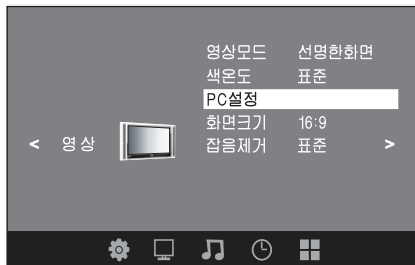 영상모드 선명한화면
색온도 표준
PC설정
화면크기 16:9
잡음제거 표준
< 영 상 >